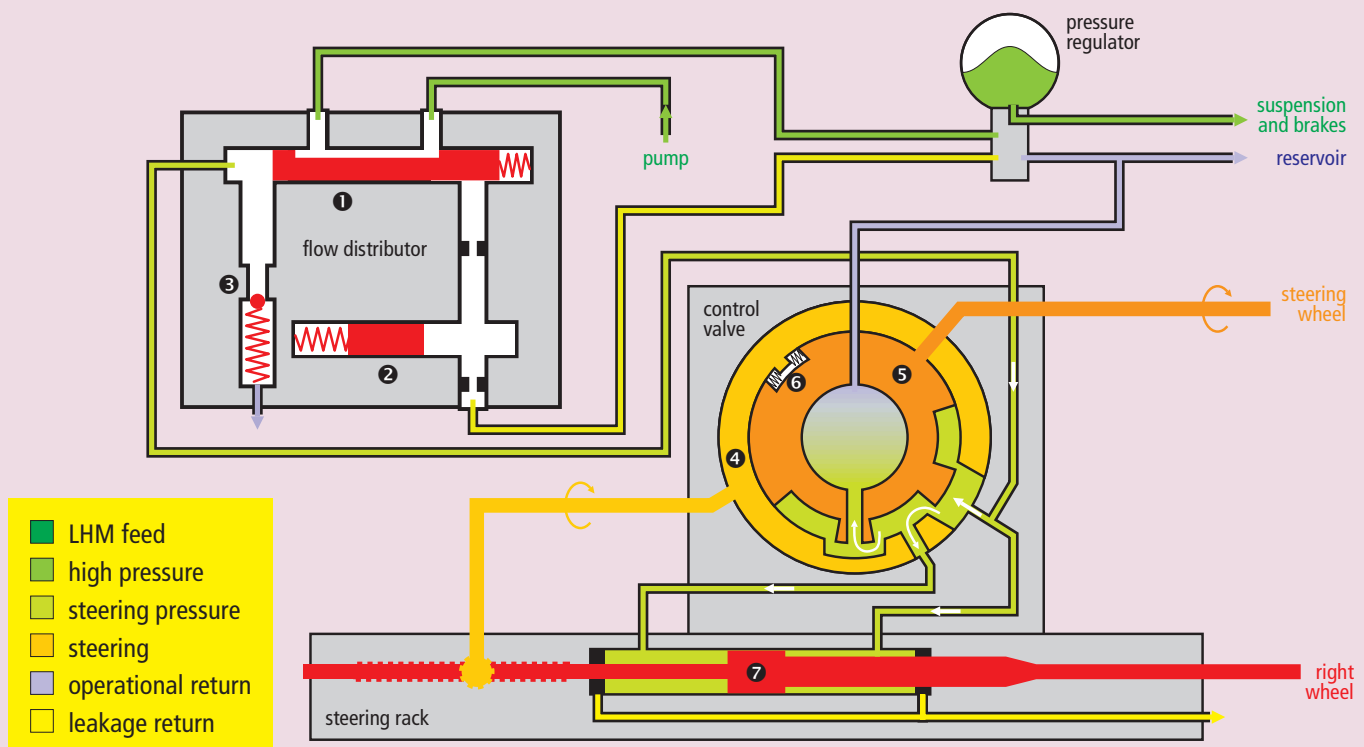 pressure
regulator
suspension
and brakes
pump
reservoir
❶
flow distributor
❸
control
valve
steering
wheel
❷
❻
❺
❹
LHM feed
high pressure
steering pressure
steering
operational return
leakage return
❼
right
wheel
steering rack